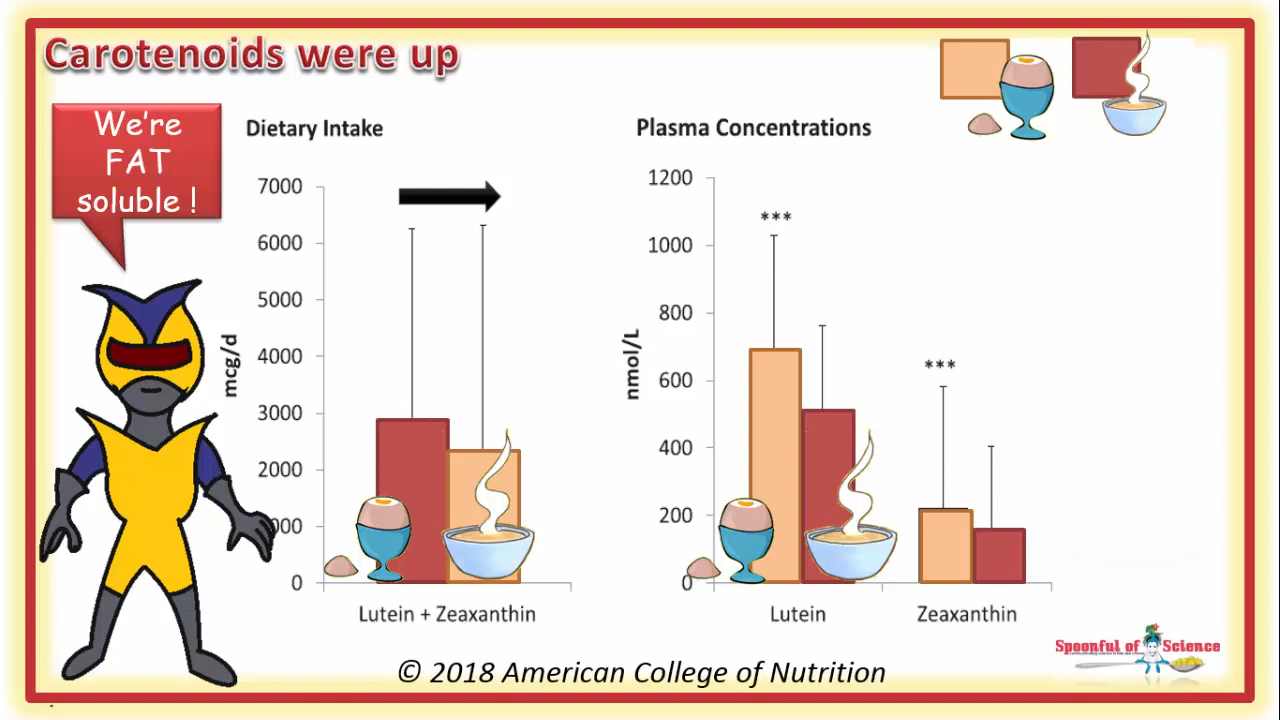 Carotenoids were up
We're
FAT
soluble !
Dietary Intake
7000
6000
5000
4000
3000
2000
000
0
mcg/d
Lutein + Zeaxanthin
Plasma Concentrations
1200
1000
800
600
400
200
0
nmol/L
***
***
Lutein
Zeaxanthin
© 2018 American College of Nutrition
Spoonful of Science